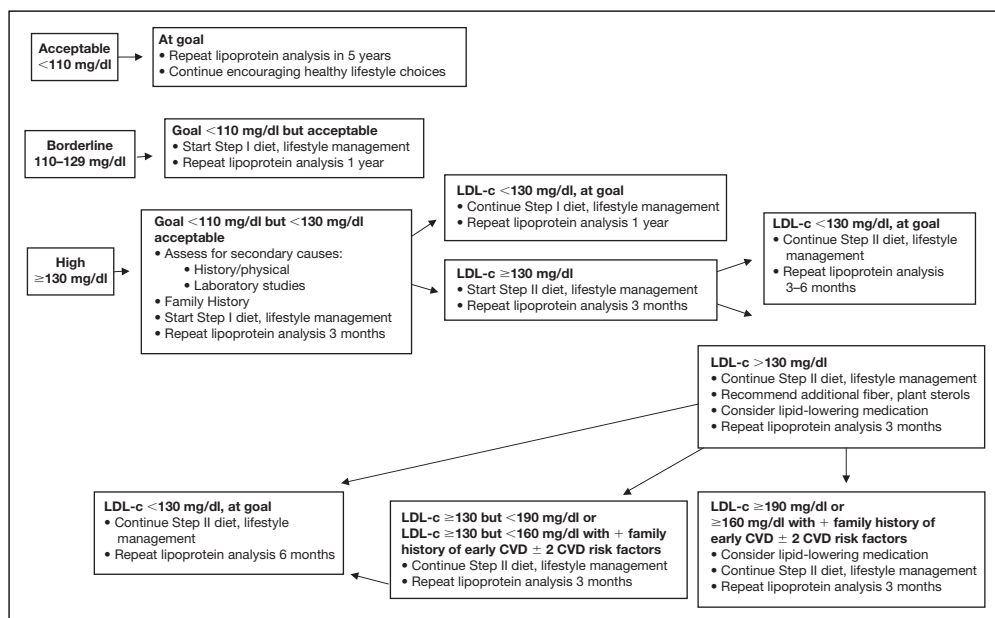 Acceptable
<110 mg/dl
At goal
• Repeat lipoprotein analysis in 5 years
• Continue encouraging healthy lifestyle choices
Borderline
110–129 mg/dl
Goal <110 mg/dl but acceptable
• Start Step I diet, lifestyle management
• Repeat lipoprotein analysis 1 year
High
≥130 mg/dl
Goal <110 mg/dl but <130 mg/dl
acceptable
• Assess for secondary causes:
• History/physical
• Laboratory studies
• Family History
• Start Step I diet, lifestyle management
• Repeat lipoprotein analysis 3 months
LDL-c <130 mg/dl, at goal
• Continue Step I diet, lifestyle management
• Repeat lipoprotein analysis 1 year
LDL-c ≥130 mg/dl
• Start Step II diet, lifestyle management
• Repeat lipoprotein analysis 3 months
LDL-c <130 mg/dl, at goal
• Continue Step II diet, lifestyle
management
• Repeat lipoprotein analysis
3–6 months
LDL-c >130 mg/dl
• Continue Step II diet, lifestyle management
• Recommend additional fiber, plant sterols
• Consider lipid-lowering medication
• Repeat lipoprotein analysis 3 months
LDL-c <130 mg/dl, at goal
• Continue Step II diet, lifestyle
management
• Repeat lipoprotein analysis 6 months
LDL-c ≥130 but <190 mg/dl or
LDL-c ≥130 but <160 mg/dl with + family
history of early CVD ± 2 CVD risk factors
• Continue Step II diet, lifestyle management
• Repeat lipoprotein analysis 3 months
LDL-c ≥190 mg/dl or
≥160 mg/dl with + family history of
early CVD ± 2 CVD risk factors
• Consider lipid-lowering medication
• Continue Step II diet, lifestyle management
• Repeat lipoprotein analysis 3 months